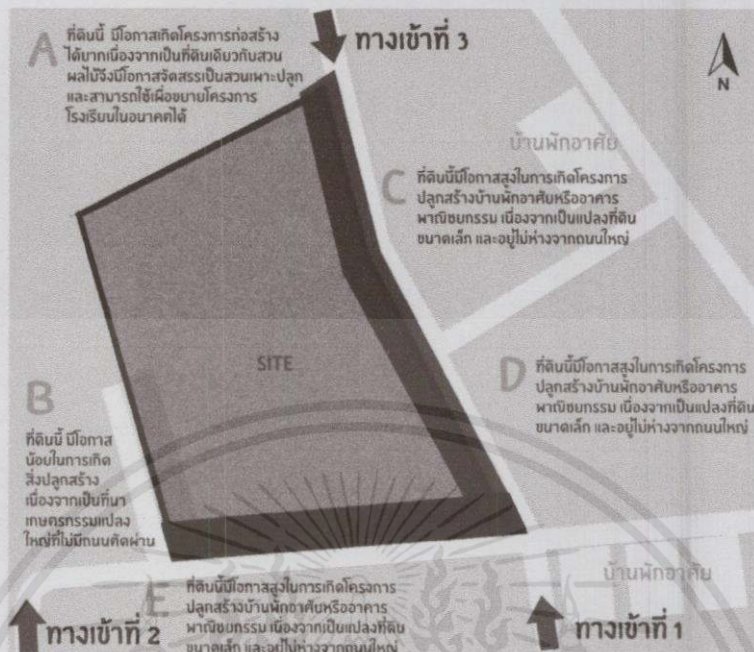 A
ที่ดินนี้ มีโอกาสเกิดโครงการก่อสร้าง
ได้ยากเนื่องจากเป็นที่ดินเดียวกับสวน
ผลไม้จึงมีโอกาสจัดสรรเป็นสวนเพาะปลูก
และสามารถใช้เผื่อขยายโครงการ
โรงเรียนในอนาคตได้
ทางเข้าที่ 3
N
บ้านพักอาศัย
C
ที่ดินนี้มีโอกาสสูงในการเกิดโครงการ
ปลูกสร้างบ้านพักอาศัยหรืออาคาร
พาณิชยกรรม เนื่องจากเป็นแปลงที่ดิน
ขนาดเล็ก และอยู่ไม่ห่างจากถนนใหญ่
SITE
D
ที่ดินนี้มีโอกาสสูงในการเกิดโครงการ
ปลูกสร้างบ้านพักอาศัยหรืออาคาร
พาณิชยกรรม เนื่องจากเป็นแปลงที่ดิน
ขนาดเล็ก และอยู่ไม่ห่างจากถนนใหญ่
B
ที่ดินนี้ มีโอกาส
น้อยในการเกิด
สิ่งปลูกสร้าง
เนื่องจากเป็นที่นา
เกษตรกรรมแปลง
ใหญ่ที่ไม่มีถนนตัดผ่าน
E
ที่ดินนี้มีโอกาสสูงในการเกิดโครงการ
ปลูกสร้างบ้านพักอาศัยหรืออาคาร
พาณิชยกรรม เนื่องจากเป็นแปลงที่ดิน
ขนาดเล็ก และอยู่ไม่ห่างจากถนนใหญ่
บ้านพักอาศัย
ทางเข้าที่ 2
ทางเข้าที่ 1